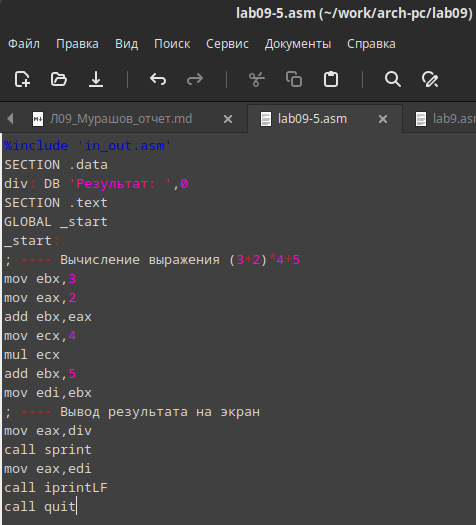 lab09-5.asm (~/work/arch-pc/lab09)
Файл Правка Вид Поиск Сервис Документы Справка
Л09_Мурашов_отчет.md lab09-5.asm lab9.asm
%include 'in_out.asm'
SECTION .data
div: DB 'Результат: ',0
SECTION .text
GLOBAL _start
_start:
; ---- Вычисление выражения (3+2)*4+5
mov ebx,3
mov eax,2
add ebx,eax
mov ecx,4
mul ecx
add ebx,5
mov edi,ebx
; ---- Вывод результата на экран
mov eax,div
call sprint
mov eax,edi
call iprintLF
call quit